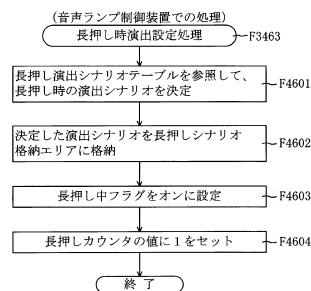 (音声ランプ制御装置での処理)
長押し時演出設定処理
F3463
長押し演出シナリオテーブルを参照して、
長押し時の演出シナリオを決定
F4601
決定した演出シナリオを長押しシナリオ
格納エリアに格納
F4602
長押し中フラグをオンに設定
F4603
長押しカウンタの値に1をセット
F4604
終了